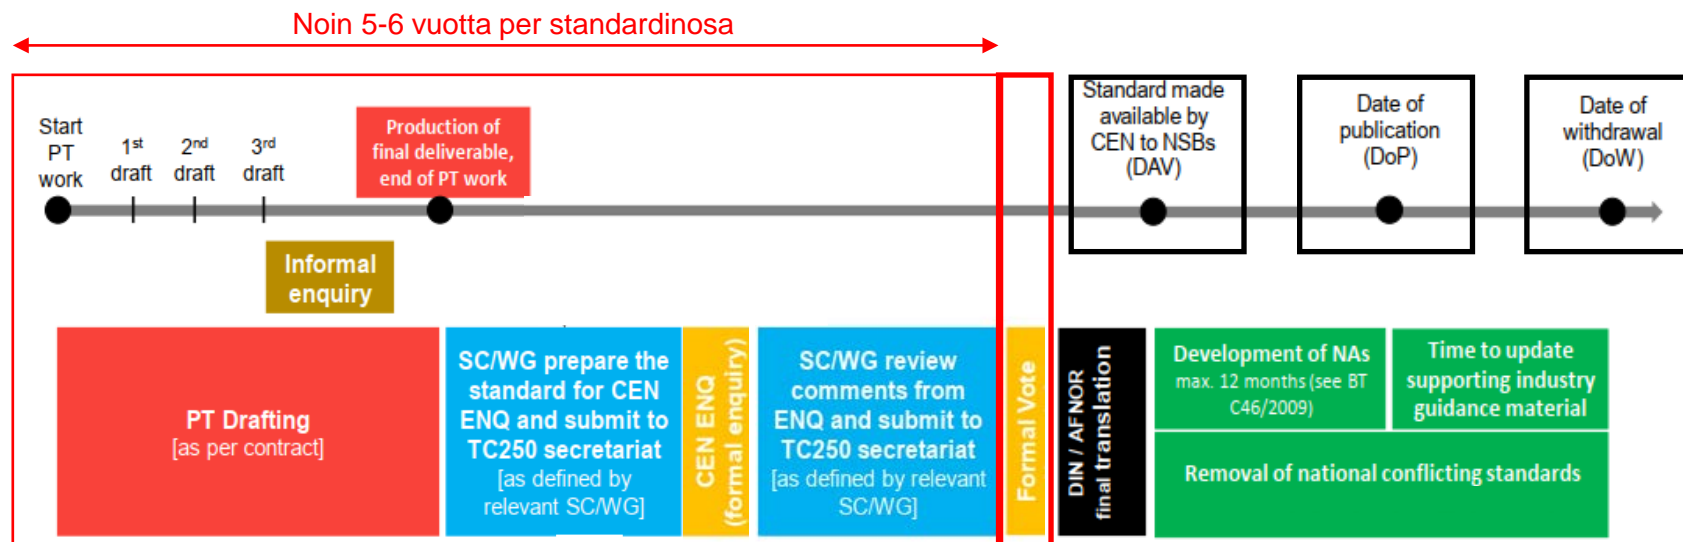 Noin 5-6 vuotta per standardinosa
Start
PT
work
1st
draft
2nd
draft
3rd
draft
Production of
final deliverable,
end of PT work
Standard made
available by
CEN to NSBs
(DAV)
Date of
publication
(DoP)
Date of
withdrawal
(DoW)
Informal
enquiry
PT Drafting
[as per contract]
SC/WG prepare the
standard for CEN
ENQ and submit to
TC250 secretariat
[as defined by
relevant SC/WG]
CEN ENQ
(formal enquiry)
SC/WG review
comments from
ENQ and submit to
TC250 secretariat
[as defined by relevant
SC/WG]
Formal Vote
DIN / AFNOR
final translation
Development of NAs
max. 12 months (see BT
C46/2009)
Time to update
supporting industry
guidance material
Removal of national conflicting standards